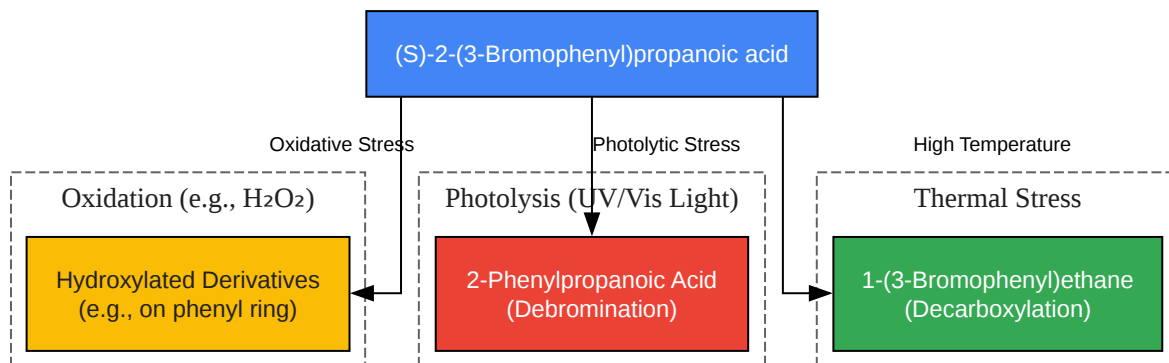 (S)-2-(3-Bromophenyl)propanoic acid
Oxidative Stress
Photolytic Stress
High Temperature
Oxidation (e.g., H₂O₂)
Photolysis (UV/Vis Light)
Thermal Stress
Hydroxylated Derivatives
(e.g., on phenyl ring)
2-Phenylpropanoic Acid
(Debromination)
1-(3-Bromophenyl)ethane
(Decarboxylation)